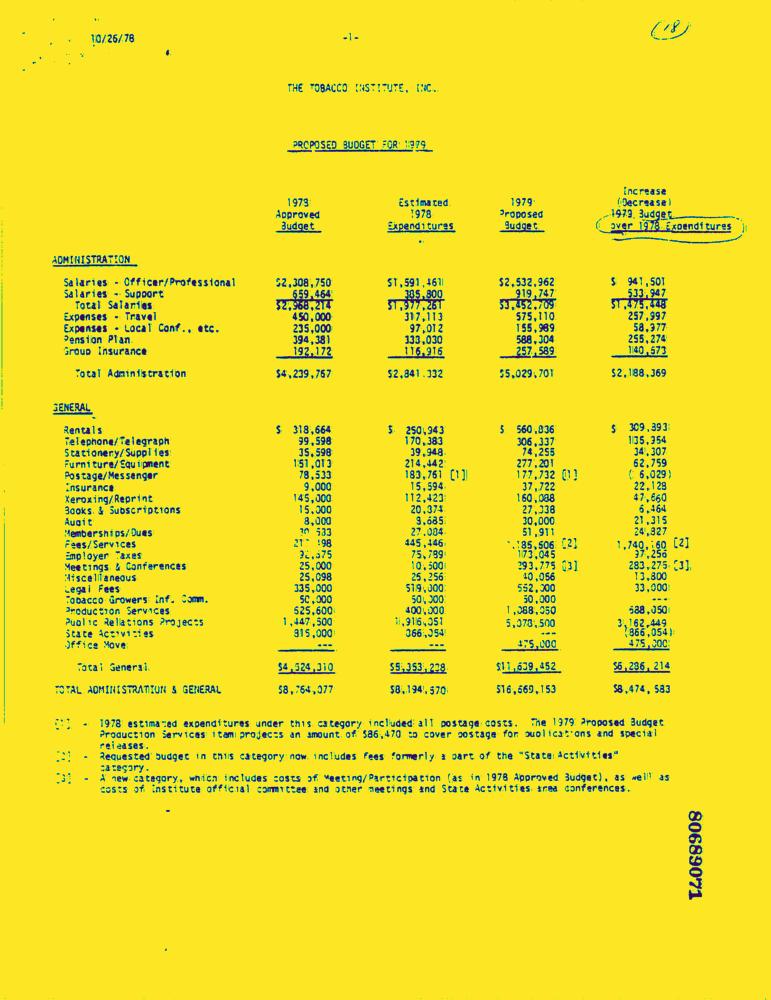 10/26/78 -1- (18)
THE TOBACCO INSTITUTE, INC.
PROPOSED BUDGET FOR 1979
Increase
1978 Estimated 1979 (Decrease)
Approved 1978 Proposed 1979 Budget
Budget Expenditures Budget over 1978 Expenditures
ADMINISTRATION
Salaries - Officer/Professional $2,308,750 $1,591,461 $2,532,962 $ 941,501
Salaries - Support 659,464 385,800 919,747 533,947
Total Salaries $2,968,214 $1,977,261 $3,452,709 $1,475,448
Expenses - Travel 450,000 317,113 575,110 257,997
Expenses - Local Conf., etc. 235,000 97,012 155,989 58,977
Pension Plan 394,381 333,030 588,304 255,274
Group Insurance 192,172 116,916 257,589 140,673
Total Administration $4,239,767 $2,841,332 $5,029,701 $2,188,369
GENERAL
Rentals $ 318,664 $ 250,943 $ 560,836 $ 309,893
Telephone/Telegraph 99,598 170,383 306,337 135,954
Stationery/Supplies 35,598 39,948 74,255 34,307
Furniture/Equipment 151,013 214,442 277,201 62,759
Postage/Messenger 78,533 183,761 [1] 177,732 [1] ( 6,029)
Insurance 9,000 15,594 37,722 22,128
Xeroxing/Reprint 145,000 112,423 160,088 47,660
Books & Subscriptions 15,000 20,874 27,338 6,464
Audit 8,000 8,685 30,000 21,315
Memberships/Dues 533 27,084 51,911 24,827
Fees/Services 198 445,446 2,185,606 [2] 1,740,160 [2]
Employer Taxes 75,789 173,045 97,256
Meetings & Conferences 25,000 10,500 293,775 [3] 283,275 [3]
Miscellaneous 25,098 25,256 40,056 13,800
Legal Fees 335,000 519,000 552,000 33,000
Tobacco Growers Inf. Comm. 50,000 50,000 50,000 ---
Production Services 625,600 400,000 1,088,050 688,050
Public Relations Projects 1,447,500 1,916,051 5,078,500 3,162,449
State Activities 815,000 866,054 --- (866,054)
Office Move --- --- 475,000 475,000
Total General $4,524,310 $5,353,238 $11,639,452 $6,286,214
TOTAL ADMINISTRATION & GENERAL $8,764,077 $8,194,570 $16,669,153 $8,474,583
[1] - 1978 estimated expenditures under this category included all postage costs. The 1979 Proposed Budget
Production Services item projects an amount of $86,470 to cover postage for publications and special
releases.
[2] - Requested budget in this category now includes fees formerly a part of the "State Activities"
category.
[3] - A new category, which includes costs of Meeting/Participation (as in 1978 Approved Budget), as well as
costs of Institute official committee and other meetings and State Activities area conferences.
80689071